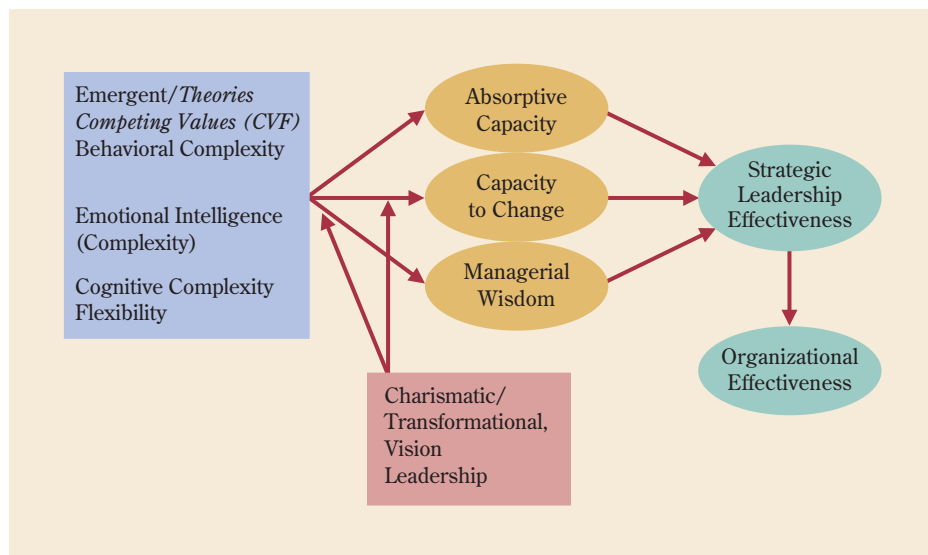 Emergent/Theories
Competing Values (CVF)
Behavioral Complexity
Emotional Intelligence
(Complexity)
Cognitive Complexity
Flexibility
Absorptive
Capacity
Capacity
to Change
Managerial
Wisdom
Strategic
Leadership
Effectiveness
Organizational
Effectiveness
Charismatic/
Transformational,
Vision
Leadership